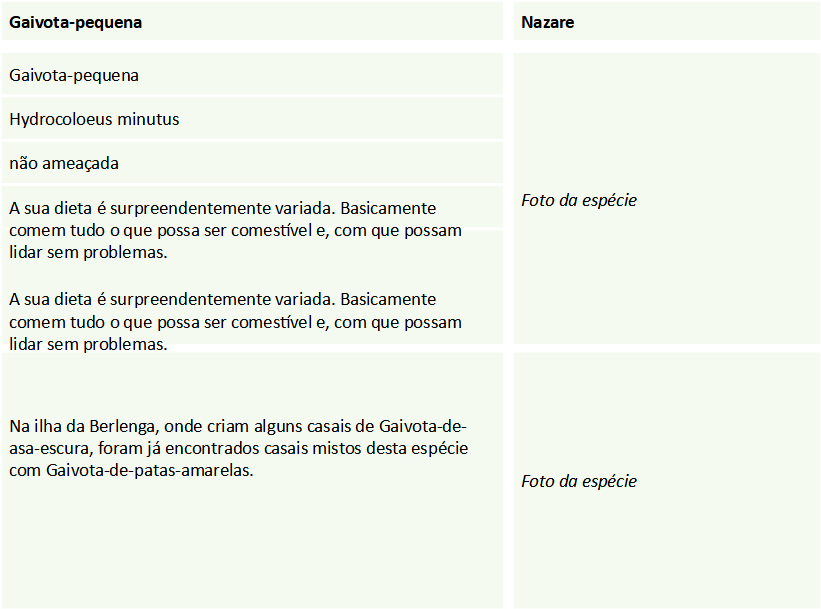 Gaivota-pequena
Nazare
Gaivota-pequena
Hydrocoloeus minutus
não ameaçada
A sua dieta é surpreendentemente variada. Basicamente
comem tudo o que possa ser comestível e, com que possam
lidar sem problemas.
Foto da espécie
A sua dieta é surpreendentemente variada. Basicamente
comem tudo o que possa ser comestível e, com que possam
lidar sem problemas.
Na ilha da Berlenga, onde criam alguns casais de Gaivota-de-
asa-escura, foram já encontrados casais mistos desta espécie
com Gaivota-de-patas-amarelas.
Foto da espécie